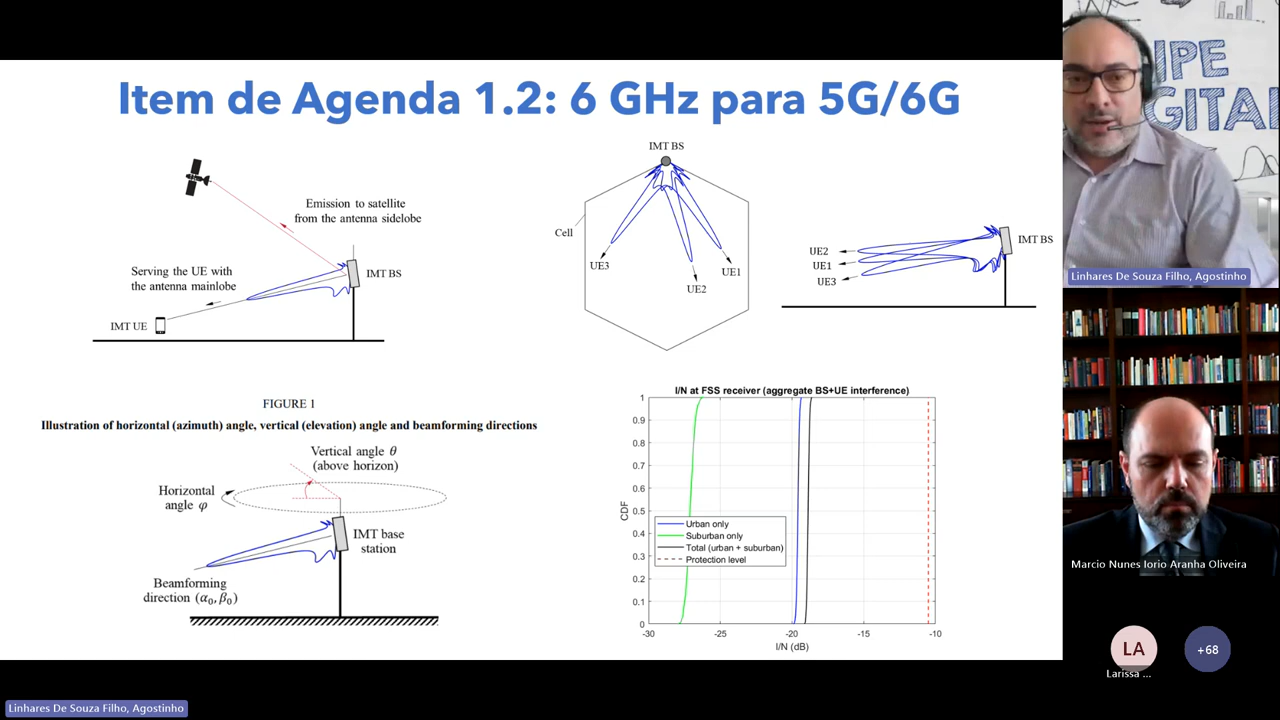 Item de Agenda 1.2: 6 GHz para 5G/6G
Emission to satellite
from the antenna sidelobe
Serving the UE with
the antenna mainlobe
IMT BS
IMT UE
IMT BS
Cell
UE3
UE2
UE1
UE2
UE1
UE3
IMT BS
FIGURE 1
Illustration of horizontal (azimuth) angle, vertical (elevation) angle and beamforming directions
Vertical angle θ
(above horizon)
Horizontal
angle φ
IMT base
station
Beamforming
direction (α₀, β₀)
I/N at FSS receiver (aggregate BS+UE interference)
1
0.9
0.8
0.7
0.6
0.5
0.4
0.3
0.2
0.1
0
CDF
Urban only
Suburban only
Total (urban + suburban)
Protection level
-30
-25
-20
-15
-10
I/N (dB)
IPE
GITAL
Linhares De Souza Filho, Agostinho
Marcio Nunes Iorio Aranha Oliveira
LA
+68
Larissa ...
Linhares De Souza Filho, Agostinho